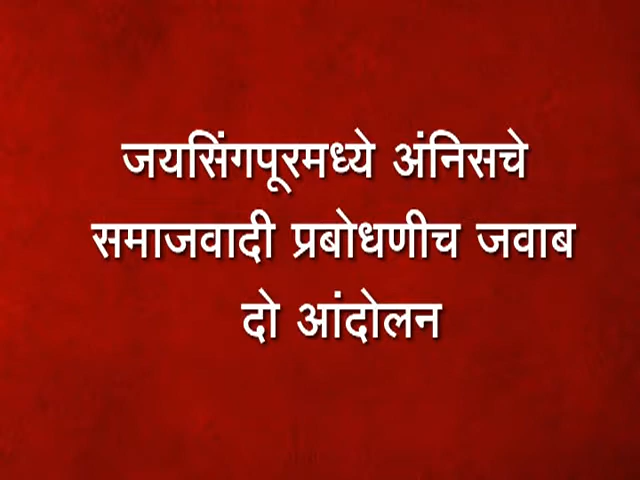 जयसिंगपूरमध्ये अंनिसचे
समाजवादी प्रबोधणीच जवाब
दो आंदोलन